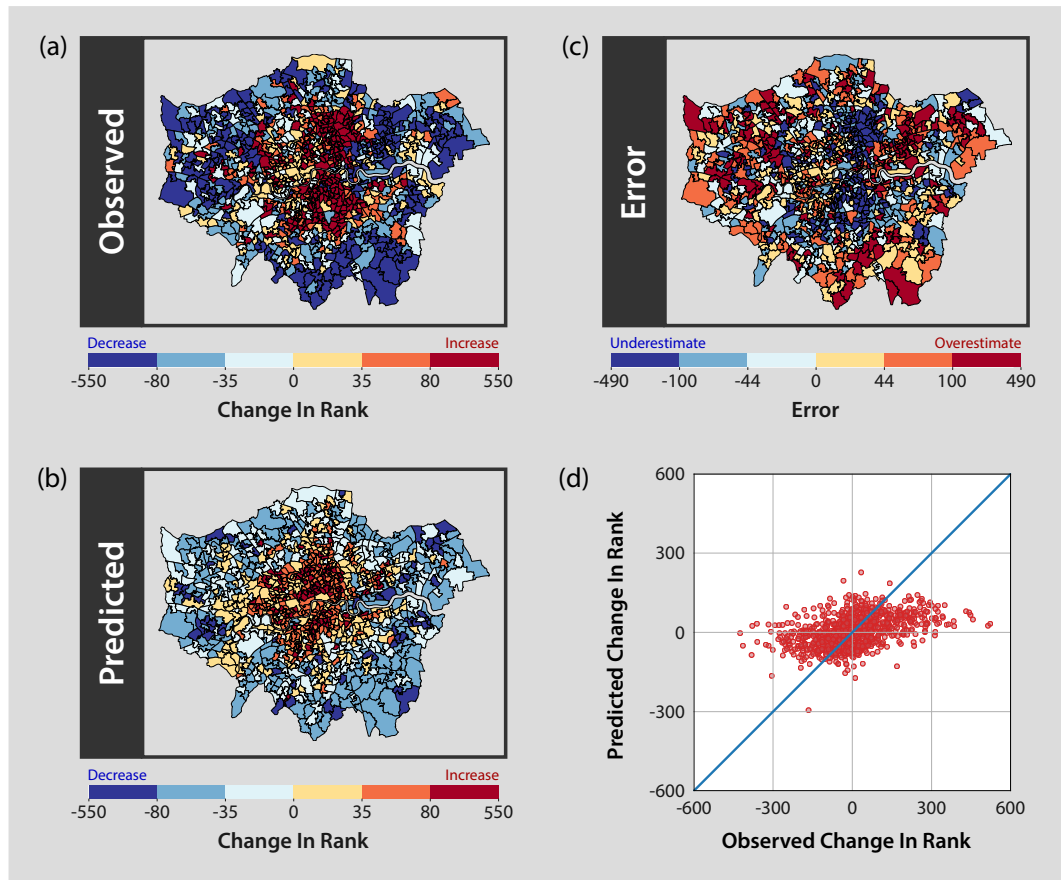 (a)
Observed
Decrease
Increase
-550 -80 -35 0 35 80 550
Change In Rank
(c)
Error
Underestimate
Overestimate
-490 -100 -44 0 44 100 490
Error
(b)
Predicted
Decrease
Increase
-550 -80 -35 0 35 80 550
Change In Rank
(d)
Predicted Change In Rank
600
300
0
-300
-600
-600 -300 0 300 600
Observed Change In Rank